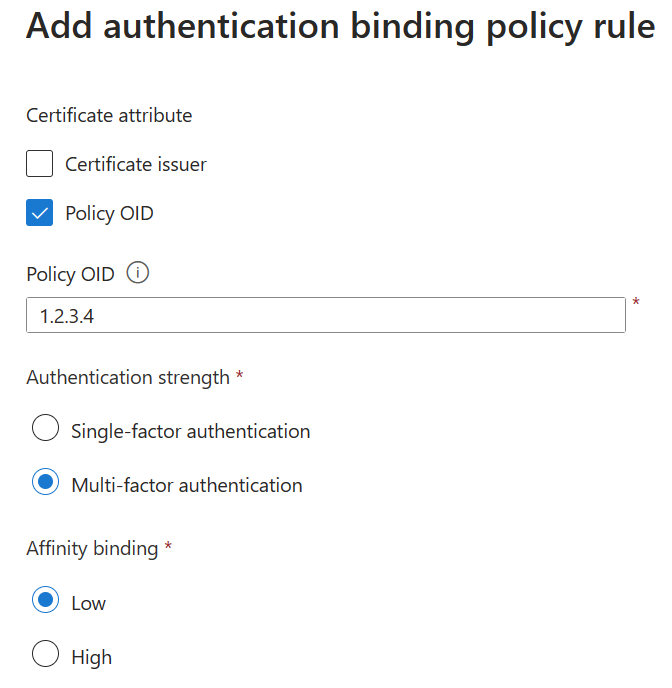 Add authentication binding policy rule
Certificate attribute
Certificate issuer
Policy OID
Policy OID
1.2.3.4
*
Authentication strength *
Single-factor authentication
Multi-factor authentication
Affinity binding *
Low
High